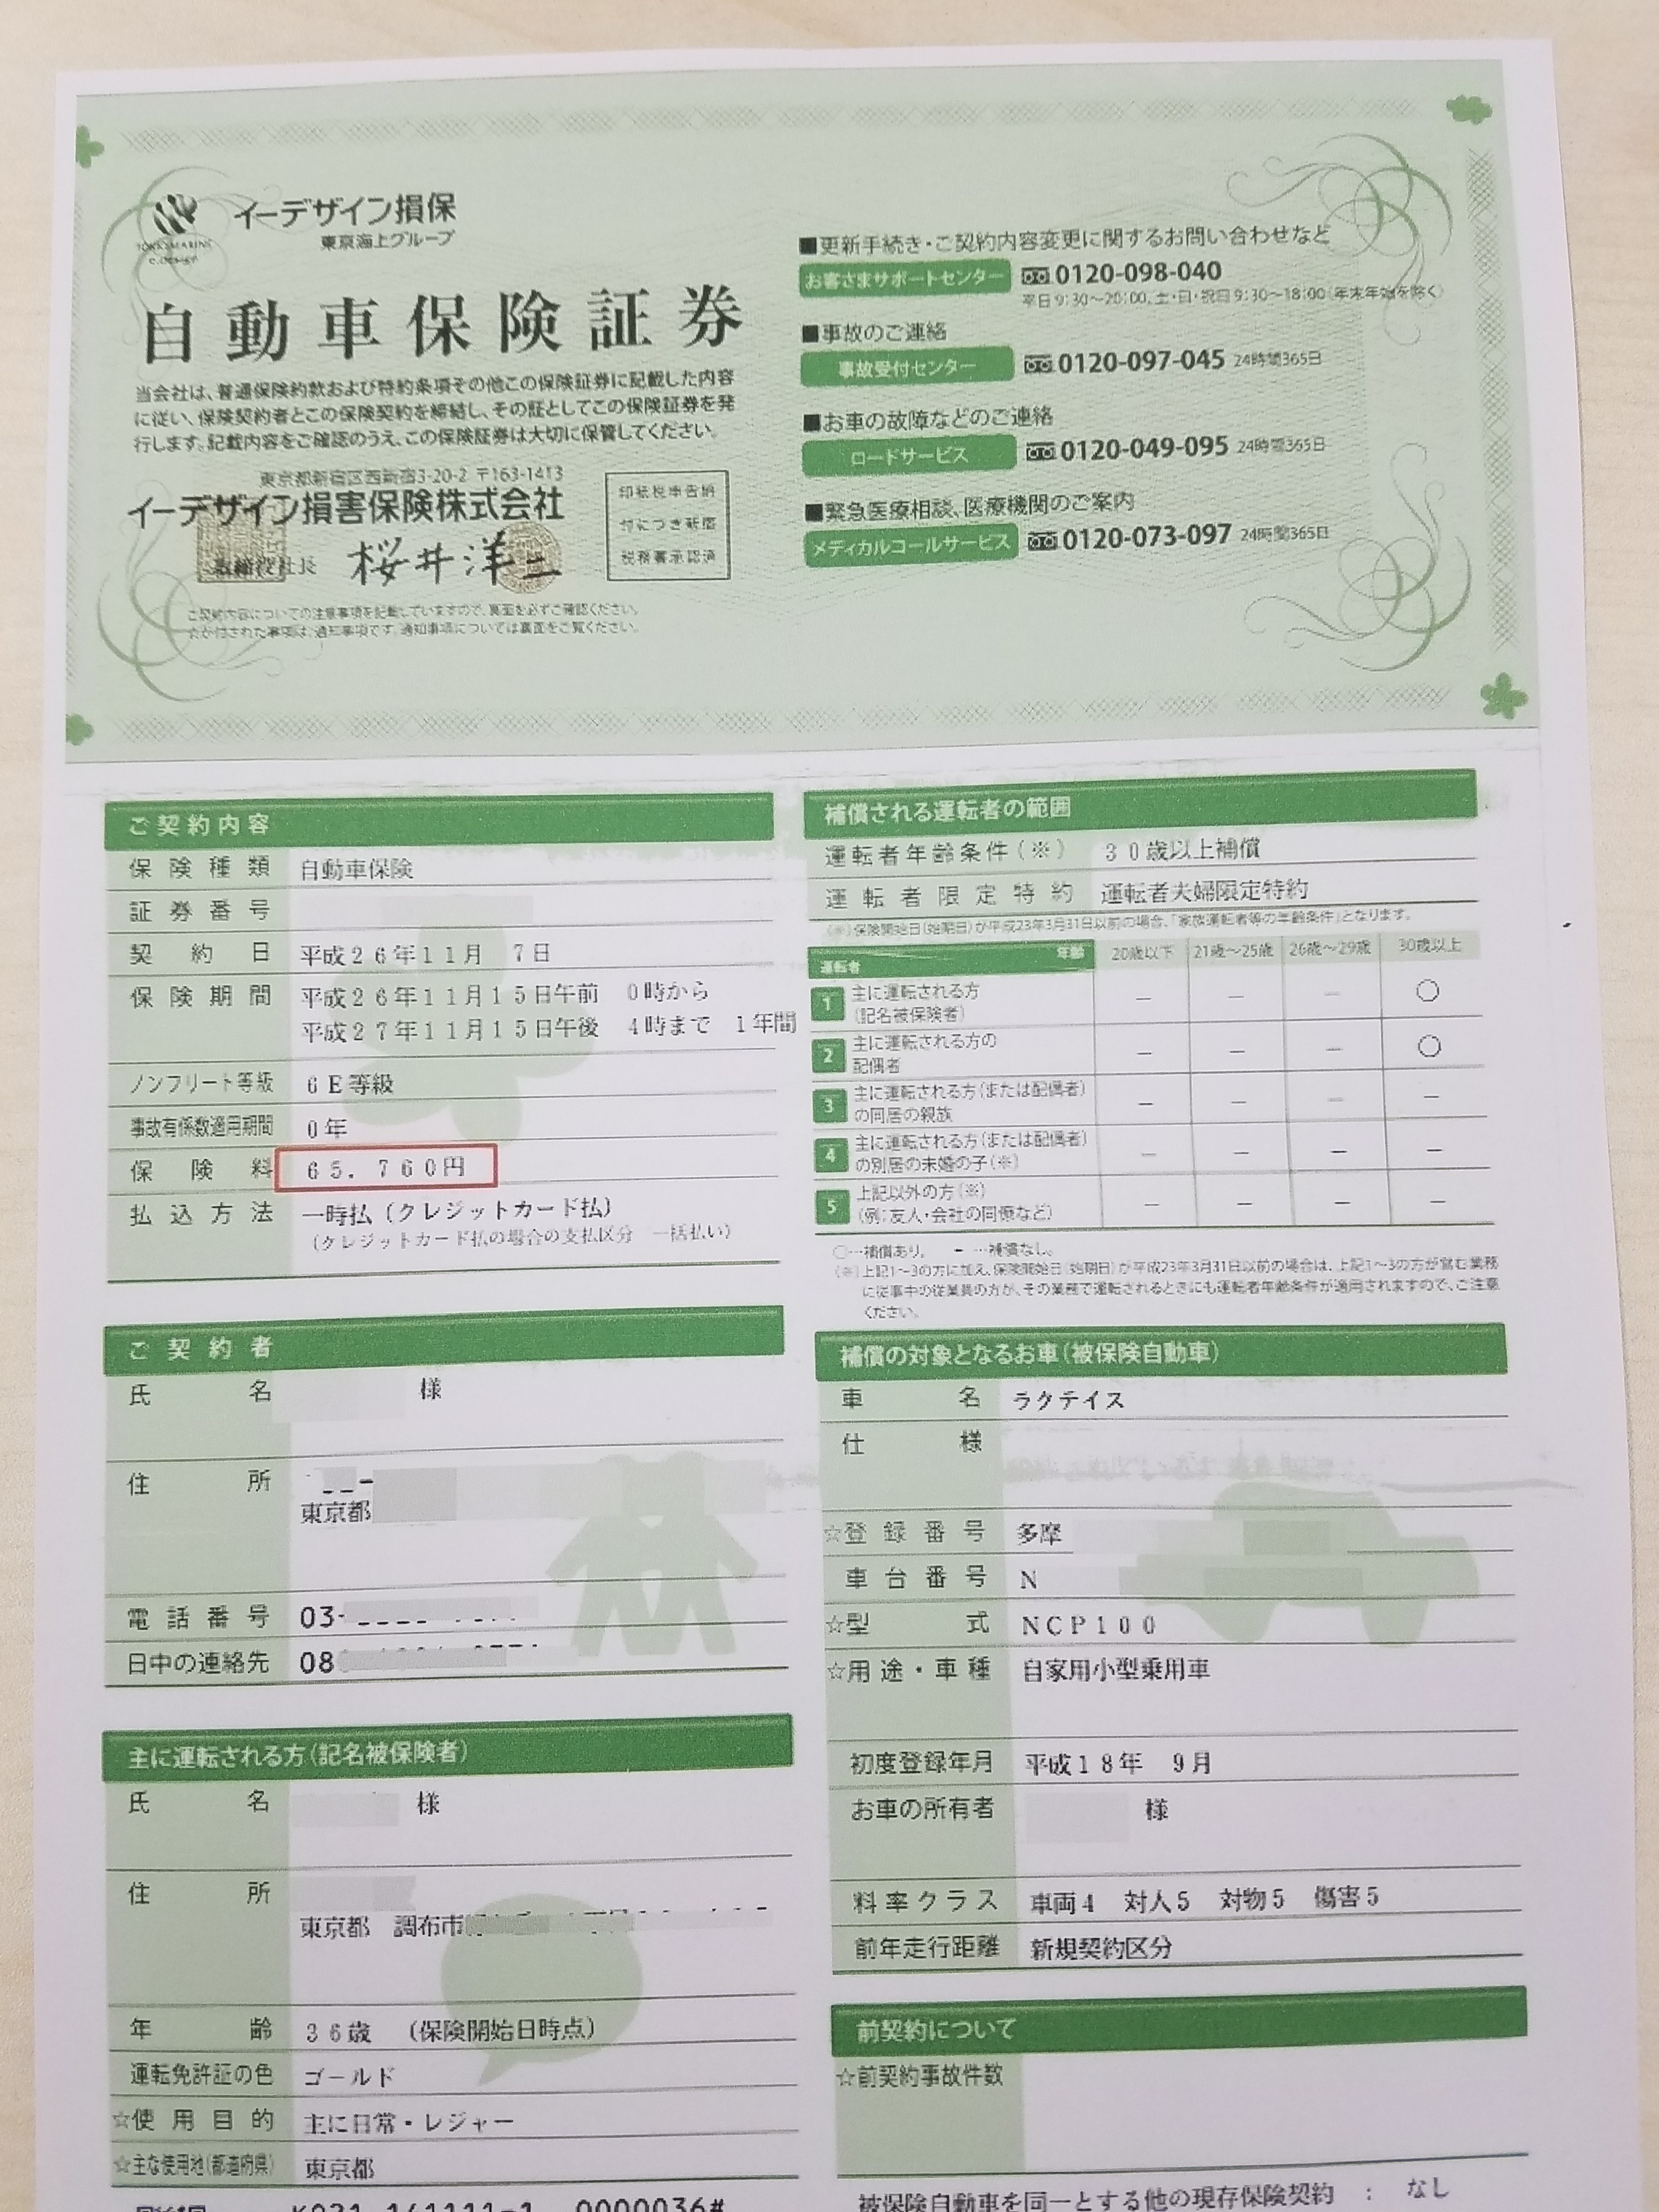 イーデザイン損保
東京海上グループ
TOKIO MARINE
e.design
自動車保険証券
当会社は、普通保険約款および特約条項その他この保険証券に記載した内容
に従い、保険契約者とこの保険契約を締結し、その証としてこの保険証券を発
行します。記載内容をご確認のうえ、この保険証券は大切に保管してください。
東京都新宿区西新宿3-20-2 〒163-1413
イーデザイン損害保険株式会社
取締役社長 桜井洋二
印紙税申告納
付につき新宿
税務署承認済
ご契約内容についての注意事項を記載していますので、裏面を必ずご確認ください。
☆が付された事項は、通知事項です。通知事項については裏面をご覧ください。
■更新手続き・ご契約内容変更に関するお問い合わせなど
お客さまサポートセンター 0120-098-040
平日9:30〜20:00、土・日・祝日9:30〜18:00(年末年始を除く)
■事故のご連絡
事故受付センター 0120-097-045 24時間365日
■お車の故障などのご連絡
ロードサービス 0120-049-095 24時間365日
■緊急医療相談、医療機関のご案内
メディカルコールサービス 0120-073-097 24時間365日
ご契約内容
保険種類 自動車保険
証券番号
契約日 平成26年11月 7日
保険期間 平成26年11月15日午前 0時から
平成27年11月15日午後 4時まで 1年間
ノンフリート等級 6E等級
事故有係数適用期間 0年
保険料 65.760円
払込方法 一時払(クレジットカード払)
(クレジットカード払の場合の支払区分 一括払い)
ご契約者
氏名 様
住所
東京都
電話番号 03-
日中の連絡先 08
主に運転される方(記名被保険者)
氏名 様
住所
東京都 調布市
年齢 36歳 (保険開始日時点)
運転免許証の色 ゴールド
☆使用目的 主に日常・レジャー
☆主な使用地(都道府県) 東京都
K031 161111-1 0000036#
補償される運転者の範囲
運転者年齢条件(※) 30歳以上補償
運転者限定特約 運転者夫婦限定特約
(※)保険開始日(始期日)が平成23年3月31日以前の場合、「家族運転者等の年齢条件」となります。
運転者 年齢 20歳以下 21歳〜25歳 26歳〜29歳 30歳以上
1 主に運転される方
(記名被保険者) − − − ○
2 主に運転される方の
配偶者 − − − ○
3 主に運転される方(または配偶者)
の同居の親族 − − − −
4 主に運転される方(または配偶者)
の別居の未婚の子(※) − − − −
5 上記以外の方(※)
(例:友人・会社の同僚など) − − − −
○…補償あり。 −…補償なし。
(※)上記1〜3の方に加え、保険開始日(始期日)が平成23年3月31日以前の場合は、上記1〜3の方が営む業務
に従事中の従業員の方が、その業務で運転されるときにも運転者年齢条件が適用されますので、ご注意
ください。
補償の対象となるお車(被保険自動車)
車名 ラクテイス
仕様
☆登録番号 多摩
車台番号 N
☆型式 NCP100
☆用途・車種 自家用小型乗用車
初度登録年月 平成18年 9月
お車の所有者 様
料率クラス 車両4 対人5 対物5 傷害5
前年走行距離 新規契約区分
前契約について
☆前契約事故件数
被保険自動車を同一とする他の現存保険契約 : なし